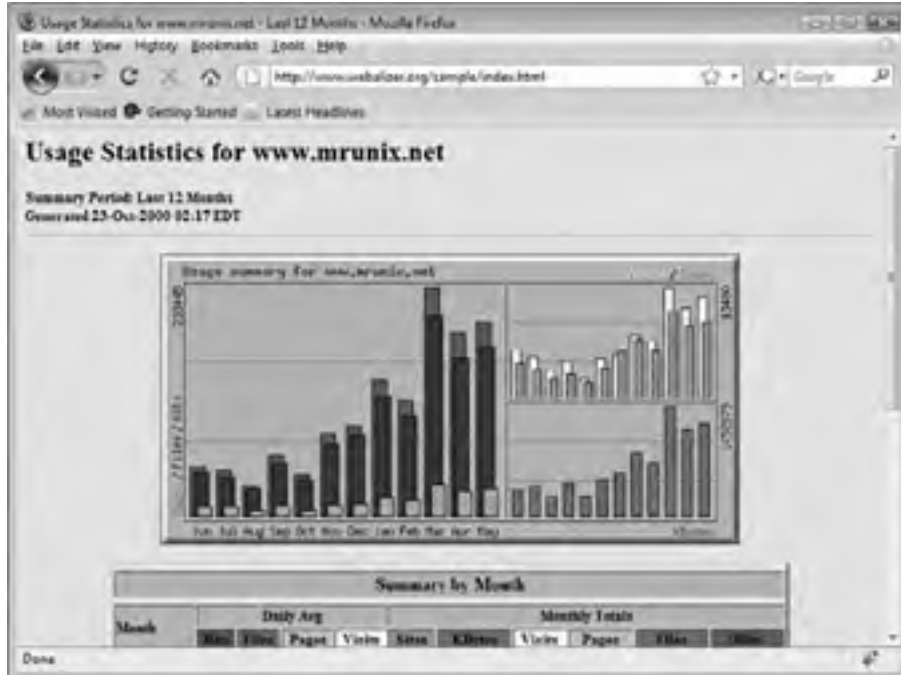 Usage Statistics for www.mrunix.net - Last 12 Months - Mozilla Firefox
File Edit View History Bookmarks Tools Help
http://www.webalizer.org/sample/index.html
Google
Most Visited Getting Started Latest Headlines
Usage Statistics for www.mrunix.net
Summary Period: Last 12 Months
Generated 23-Oct-2000 02:17 EDT
Usage summary for www.mrunix.net
Jun Jul Aug Sep Oct Nov Dec Jan Feb Mar Apr May
Summary by Month
Month
Daily Avg
Monthly Totals
Hits Files Pages Visits Sites KBytes Visits Pages Files Hits
Done